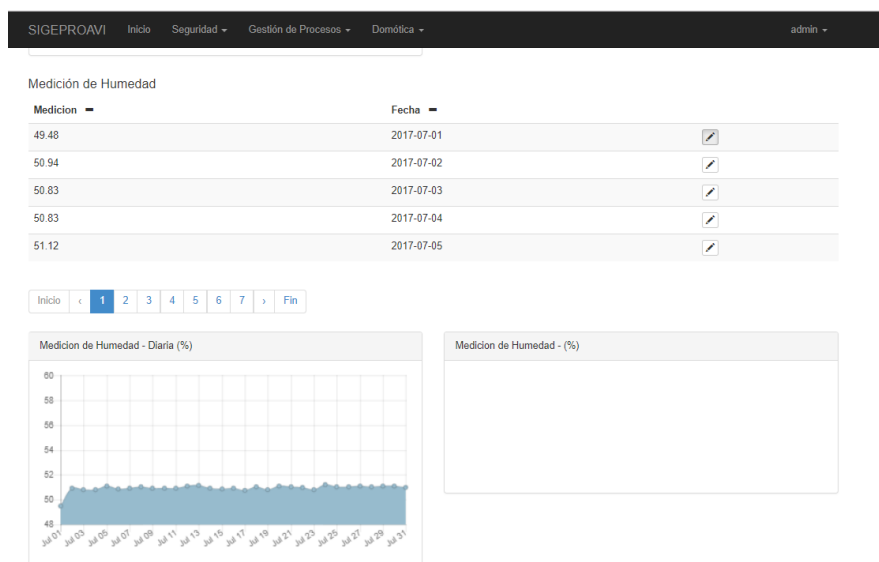 SIGEPROAVI Inicio Seguridad Gestión de Procesos Domótica admin
Medición de Humedad
Medicion Fecha
49.48 2017-07-01
50.94 2017-07-02
50.83 2017-07-03
50.83 2017-07-04
51.12 2017-07-05
Inicio ‹ 1 2 3 4 5 6 7 › Fin
Medicion de Humedad - Diaria (%)
60
58
56
54
52
50
48
Jul 01 Jul 03 Jul 05 Jul 07 Jul 09 Jul 11 Jul 13 Jul 15 Jul 17 Jul 19 Jul 21 Jul 23 Jul 25 Jul 27 Jul 29 Jul 31
Medicion de Humedad - (%)